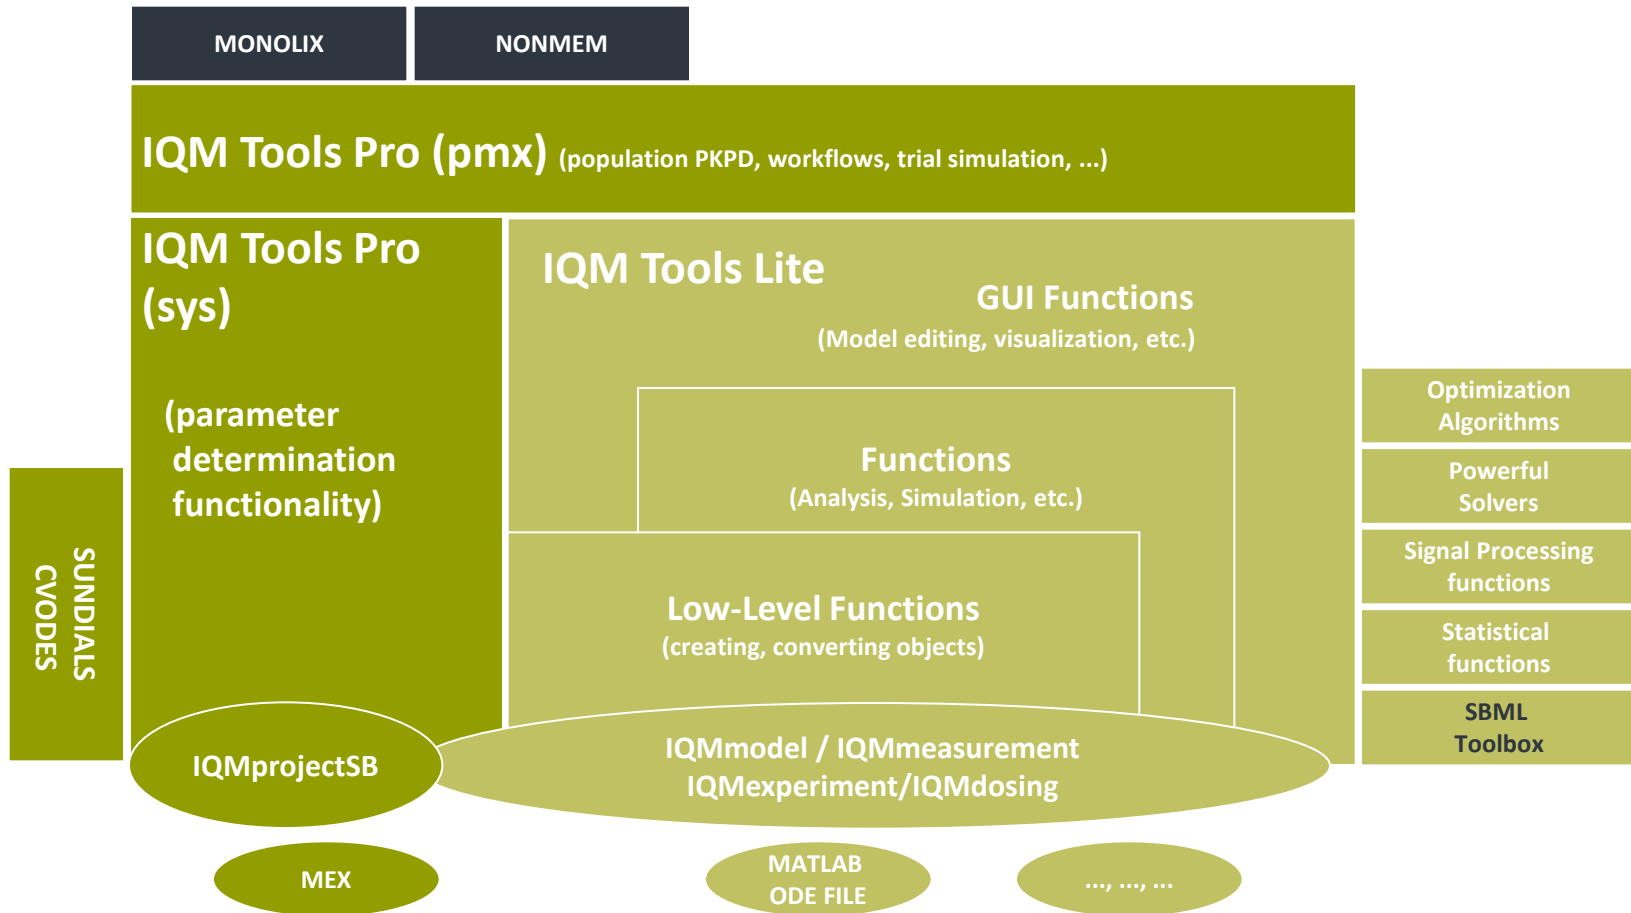 MONOLIX
NONMEM
IQM Tools Pro (pmx) (population PKPD, workflows, trial simulation, ...)
IQM Tools Pro
(sys)
(parameter
determination
functionality)
IQM Tools Lite
GUI Functions
(Model editing, visualization, etc.)
Functions
(Analysis, Simulation, etc.)
Low-Level Functions
(creating, converting objects)
SUNDIALS
CVODES
Optimization
Algorithms
Powerful
Solvers
Signal Processing
functions
Statistical
functions
SBML
Toolbox
IQMprojectSB
IQMmodel / IQMmeasurement
IQMexperiment/IQMdosing
MEX
MATLAB
ODE FILE
..., ..., ...